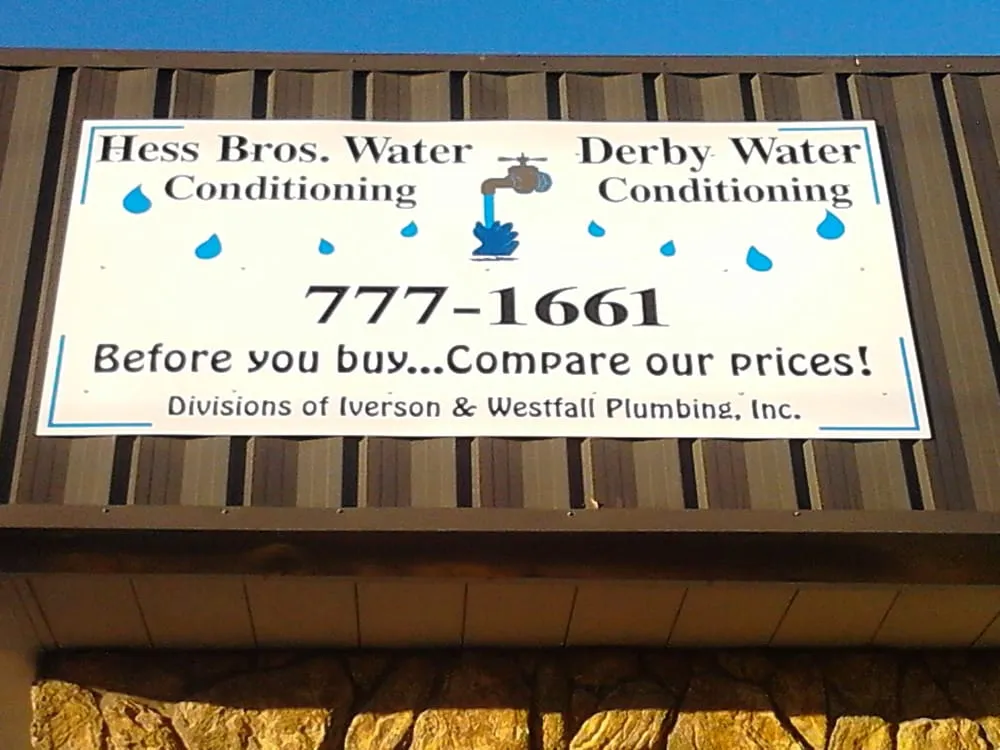 Hess Bros. Water
Conditioning
Derby Water
Conditioning
777-1661
Before you buy...Compare our prices!
Divisions of Iverson & Westfall Plumbing, Inc.